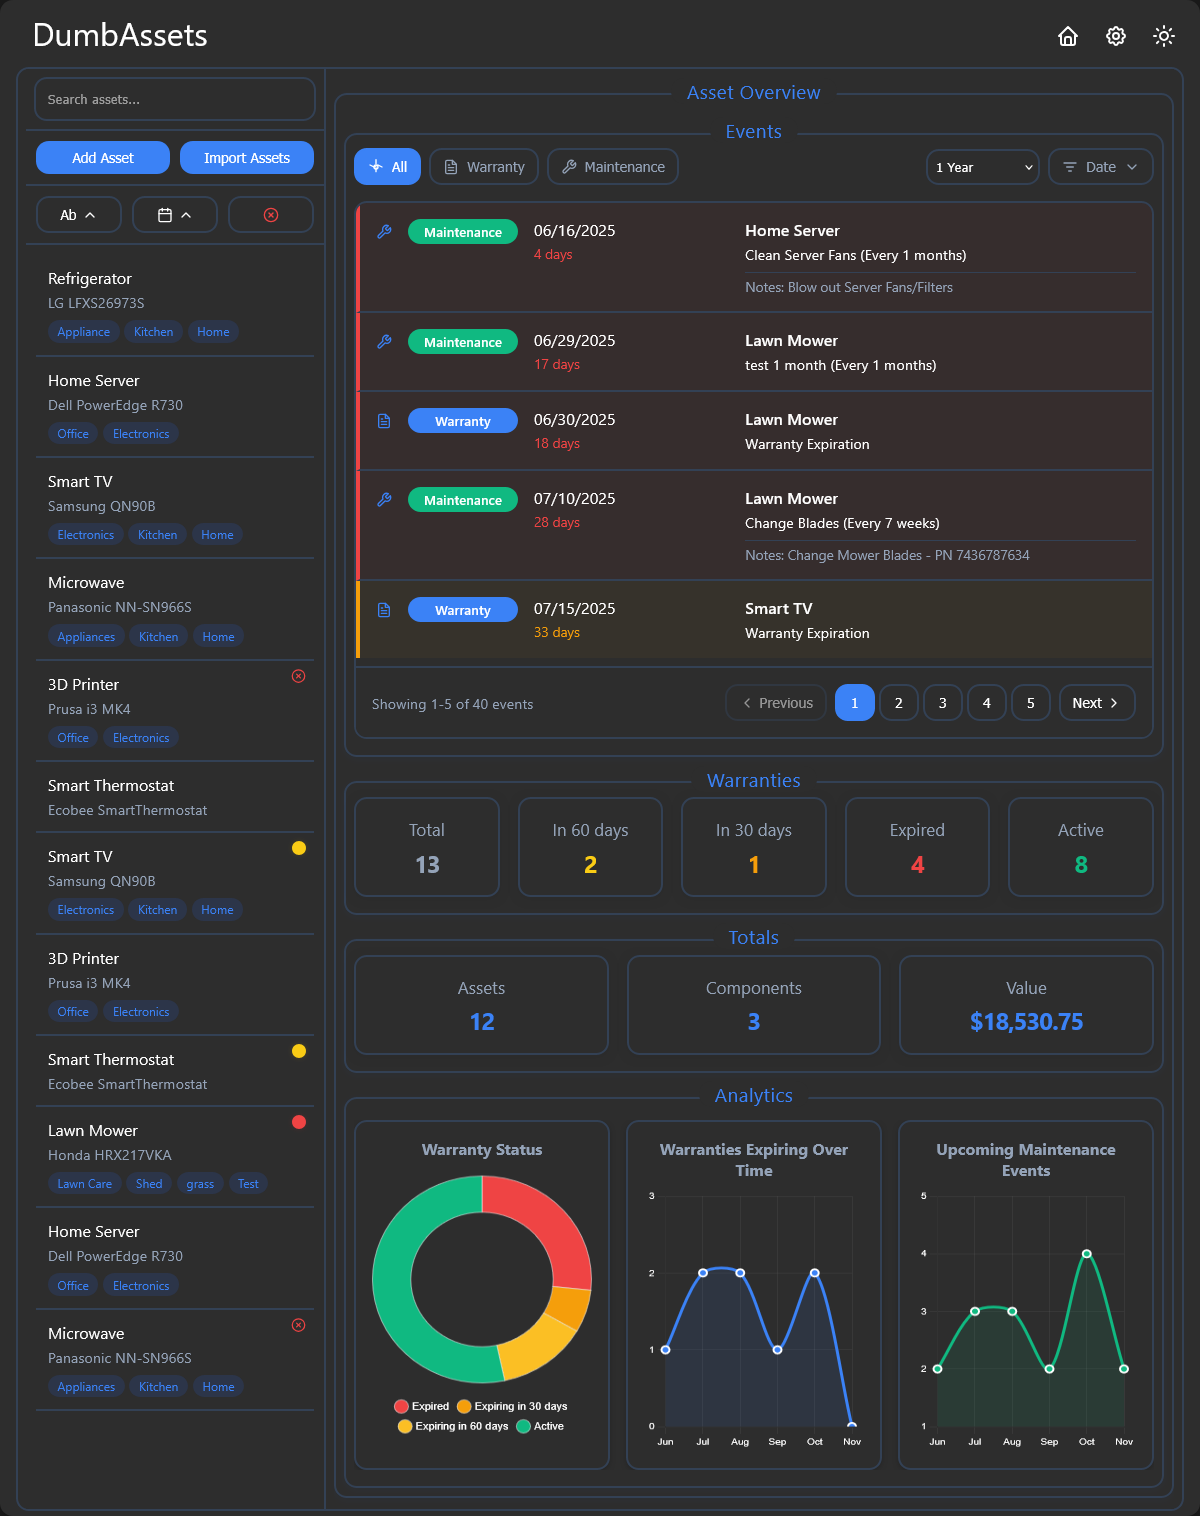 DumbAssets
Search assets...
Add Asset
Import Assets
Ab
Refrigerator
LG LFXS26973S
Appliance Kitchen Home
Home Server
Dell PowerEdge R730
Office Electronics
Smart TV
Samsung QN90B
Electronics Kitchen Home
Microwave
Panasonic NN-SN966S
Appliances Kitchen Home
3D Printer
Prusa i3 MK4
Office Electronics
Smart Thermostat
Ecobee SmartThermostat
Smart TV
Samsung QN90B
Electronics Kitchen Home
3D Printer
Prusa i3 MK4
Office Electronics
Smart Thermostat
Ecobee SmartThermostat
Lawn Mower
Honda HRX217VKA
Lawn Care Shed grass Test
Home Server
Dell PowerEdge R730
Office Electronics
Microwave
Panasonic NN-SN966S
Appliances Kitchen Home
Asset Overview
Events
All Warranty Maintenance 1 Year Date
Maintenance 06/16/2025 Home Server
4 days Clean Server Fans (Every 1 months)
Notes: Blow out Server Fans/Filters
Maintenance 06/29/2025 Lawn Mower
17 days test 1 month (Every 1 months)
Warranty 06/30/2025 Lawn Mower
18 days Warranty Expiration
Maintenance 07/10/2025 Lawn Mower
28 days Change Blades (Every 7 weeks)
Notes: Change Mower Blades - PN 7436787634
Warranty 07/15/2025 Smart TV
33 days Warranty Expiration
Showing 1-5 of 40 events Previous 1 2 3 4 5 Next
Warranties
Total In 60 days In 30 days Expired Active
13 2 1 4 8
Totals
Assets Components Value
12 3 $18,530.75
Analytics
Warranty Status
Expired Expiring in 30 days
Expiring in 60 days Active
Warranties Expiring Over
Time
3
2
1
0
Jun Jul Aug Sep Oct Nov
Upcoming Maintenance
Events
5
4
3
2
1
Jun Jul Aug Sep Oct Nov